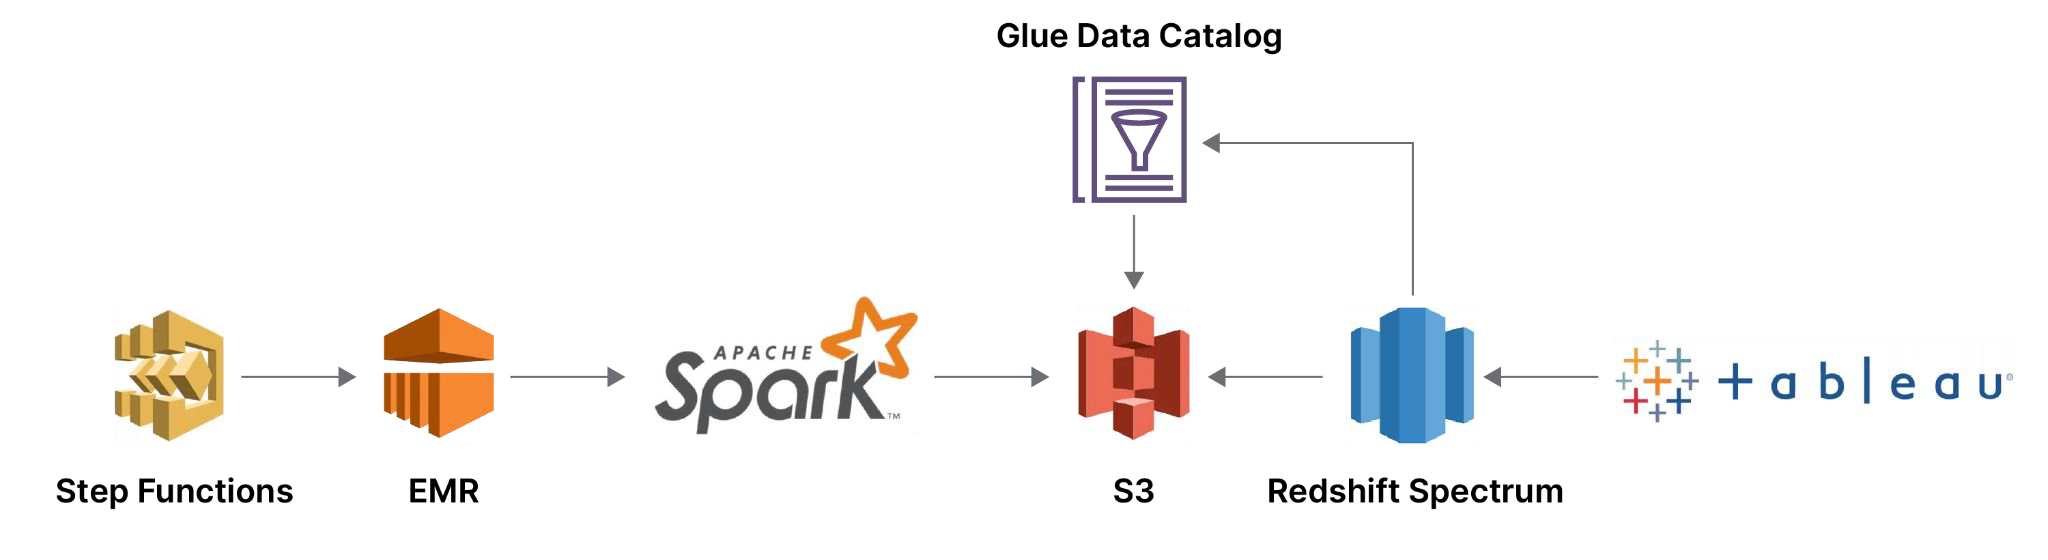 Glue Data Catalog
APACHE
Spark™
+ a b l e a u®
Step Functions
EMR
S3
Redshift Spectrum